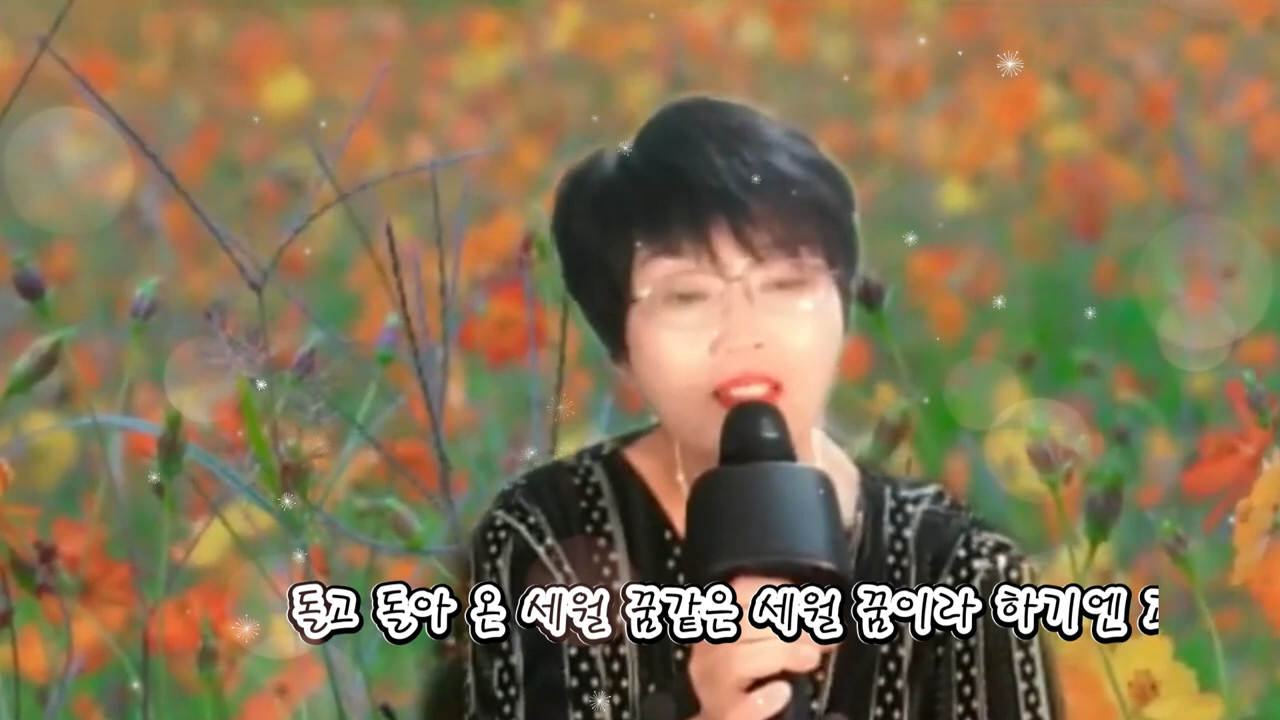 돌고 돌아 온 세월 꿈같은 세월 꿈이라 하기엔